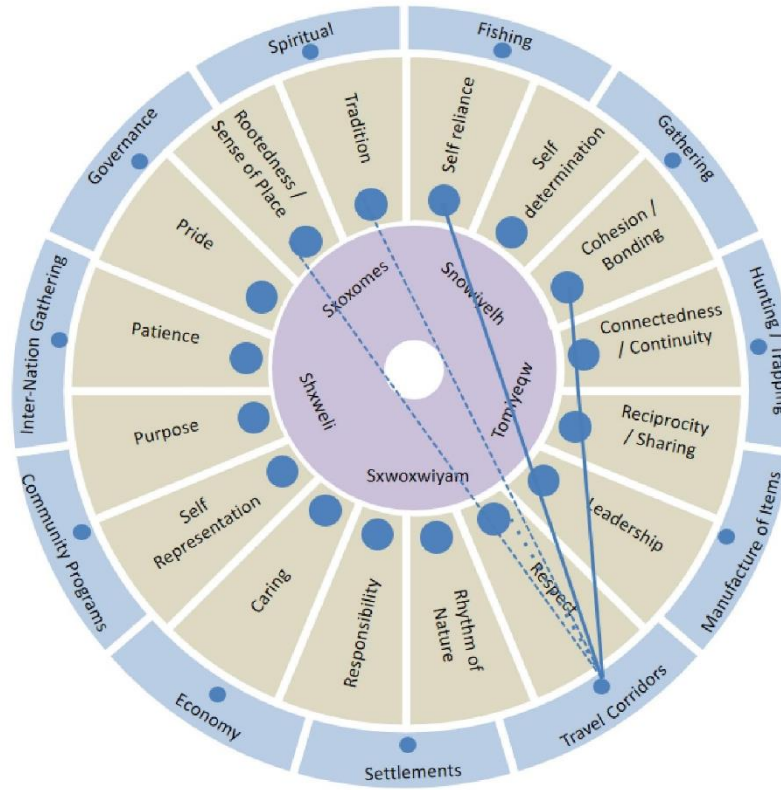 Spiritual
Fishing
Gathering
Hunting / Trapping
Manufacture of Items
Travel Corridors
Settlements
Economy
Community Programs
Inter-Nation Gathering
Governance
Tradition
Self reliance
Self
determination
Cohesion /
Bonding
Connectedness
/ Continuity
Reciprocity
/ Sharing
Leadership
Respect
Rhythm of
Nature
Responsibility
Caring
Self
Representation
Purpose
Patience
Pride
Rootedness /
Sense of Place
Sxoxomes
Snowiyelh
Tomiyeqw
Sxwoxwiyam
Shxweli